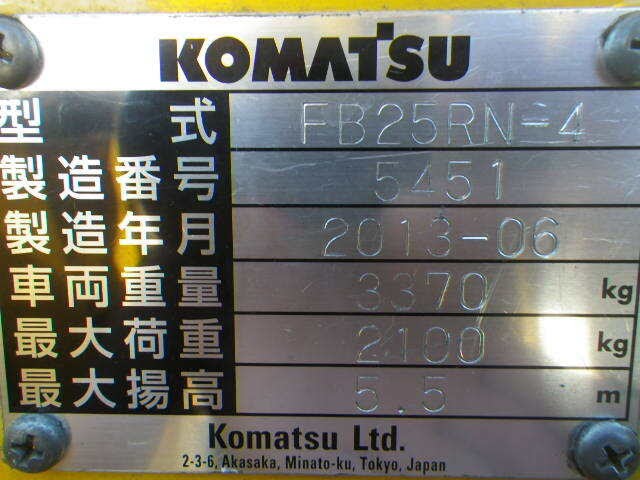 KOMATSU
型式 FB25RN-4
製造番号 5451
製造年月 2013-06
車両重量 3370 kg
最大荷重 2100 kg
最大揚高 5.5 m
Komatsu Ltd.
2-3-6, Akasaka, Minato-ku, Tokyo, Japan